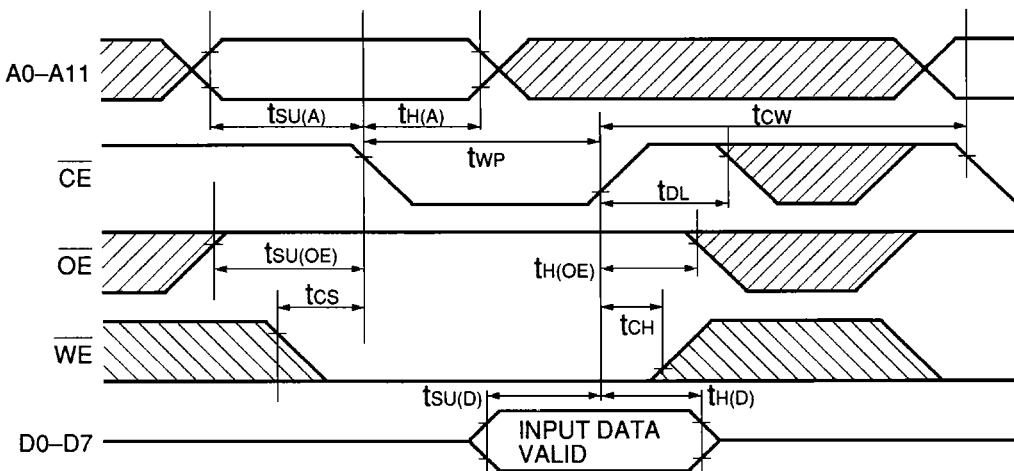 A0–A11
tSU(A)
tH(A)
tCW
tWP
CE
tDL
OE
tSU(OE)
tH(OE)
tCS
tCH
WE
tSU(D)
tH(D)
D0–D7
INPUT DATA
VALID